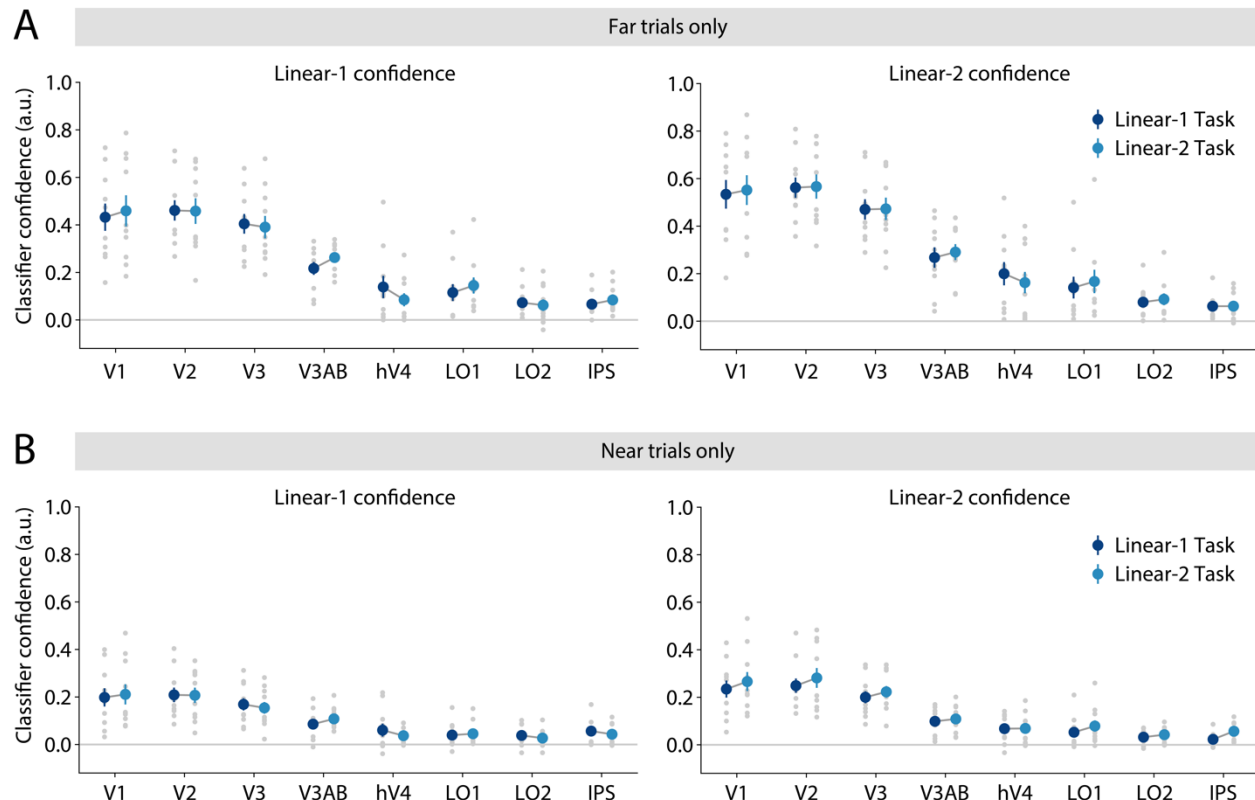 A
Far trials only
Linear-1 confidence
Linear-2 confidence
Classifier confidence (a.u.)
1.0
0.8
0.6
0.4
0.2
0.0
V1 V2 V3 V3AB hV4 LO1 LO2 IPS
1.0
0.8
0.6
0.4
0.2
0.0
Linear-1 Task
Linear-2 Task
V1 V2 V3 V3AB hV4 LO1 LO2 IPS
B
Near trials only
Linear-1 confidence
Linear-2 confidence
Classifier confidence (a.u.)
1.0
0.8
0.6
0.4
0.2
0.0
V1 V2 V3 V3AB hV4 LO1 LO2 IPS
1.0
0.8
0.6
0.4
0.2
0.0
Linear-1 Task
Linear-2 Task
V1 V2 V3 V3AB hV4 LO1 LO2 IPS